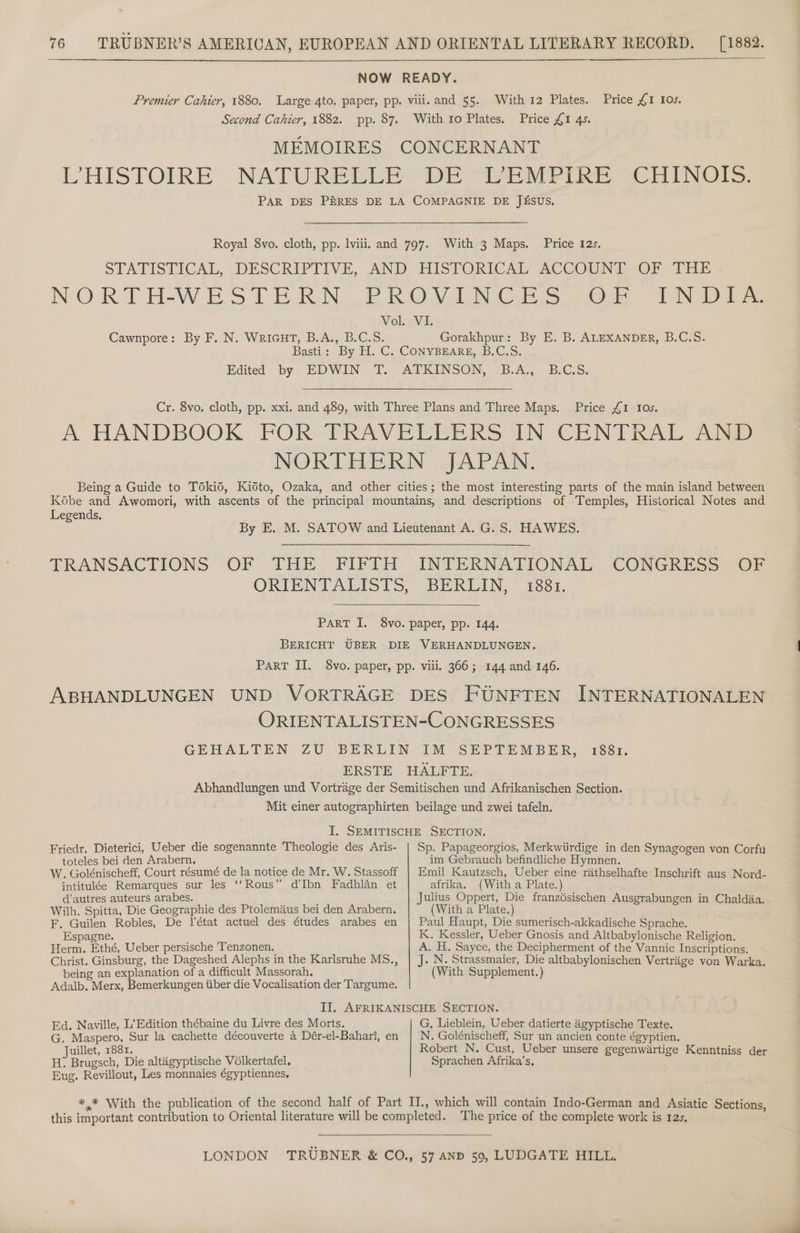 76 TRÜBNER'S AMERICAN, EUROPEAN AND ORIENTAL LITERARY RECORD. [1882.
NOW READY.
Premier Cahier, 1880. Large 4to. paper, pp. viii. and 55. With 12 Plates. Price £1 10s.
Second Cahier, 1882. pp. 87. With 10 Plates. Price £1 4s.
MÉMOIRES CONCERNANT
L'HISTOIRE NATURELLE DE L'EMPIRE CHINOIS.
PAR DES PÈRES DE LA COMPAGNIE DE JÉSUS.
Royal 8vo. cloth, pp. lviii. and 797. With 3 Maps. Price 12s.
STATISTICAL, DESCRIPTIVE, AND HISTORICAL ACCOUNT OF THE
NORTH-WESTERN PROVINCES OF INDIA.
Vol. VI.
Cawnpore: By F. N. WRIGHT, B.A., B.C.S. Gorakhpur: By E. B. ALEXANDER, B.C.S.
Basti: By H. C. CONYBEARE, B.C.S.
Edited by EDWIN T. ATKINSON, B.A., B.C.S.
Cr. 8vo. cloth, pp. xxi. and 489, with Three Plans and Three Maps. Price £1 10s.
A HANDBOOK FOR TRAVELLERS IN CENTRAL AND
NORTHERN JAPAN.
Being a Guide to Tōkiō, Kiōto, Ozaka, and other cities; the most interesting parts of the main island between
Kōbe and Awomori, with ascents of the principal mountains, and descriptions of Temples, Historical Notes and
Legends.
By E. M. SATOW and Lieutenant A. G. S. HAWES.
TRANSACTIONS OF THE FIFTH INTERNATIONAL CONGRESS OF
ORIENTALISTS, BERLIN, 1881.
PART I. 8vo. paper, pp. 144.
BERICHT ÜBER DIE VERHANDLUNGEN.
PART II. 8vo. paper, pp. viii. 366; 144 and 146.
ABHANDLUNGEN UND VORTRÄGE DES FÜNFTEN INTERNATIONALEN
ORIENTALISTEN-CONGRESSES
GEHALTEN ZU BERLIN IM SEPTEMBER, 1881.
ERSTE HÄLFTE.
Abhandlungen und Vorträge der Semitischen und Afrikanischen Section.
Mit einer autographirten beilage und zwei tafeln.
I. SEMITISCHE SECTION.
Friedr. Dieterici, Ueber die sogenannte Theologie des Aris-
toteles bei den Arabern.
W. Golénischeff, Court résumé de la notice de Mr. W. Stassoff
intitulée Remarques sur les "Rous" d'Ibn Fadhlân et
d'autres auteurs arabes.
Wilh. Spitta, Die Geographie des Ptolemäus bei den Arabern.
F. Guilen Robles, De l'état actuel des études arabes en
Espagne.
Herm. Ethé, Ueber persische Tenzonen.
Christ. Ginsburg, the Dageshed Alephs in the Karlsruhe MS.,
being an explanation of a difficult Massorah.
Adalb. Merx, Bemerkungen über die Vocalisation der Targume.
Sp. Papageorgios, Merkwürdige in den Synagogen von Corfu
im Gebrauch befindliche Hymnen.
Emil Kautzsch, Ueber eine räthselhafte Inschrift aus Nord-
afrika. (With a Plate.)
Julius Oppert, Die französischen Ausgrabungen in Chaldäa.
(With a Plate.)
Paul Haupt, Die sumerisch-akkadische Sprache.
K. Kessler, Ueber Gnosis and Altbabylonische Religion.
A. H. Sayce, the Decipherment of the Vannic Inscriptions.
J. N. Strassmaier, Die altbabylonischen Verträge von Warka.
(With Supplement.)
II. AFRIKANISCHE SECTION.
Ed. Naville, L'Edition thébaine du Livre des Morts.
G. Maspero, Sur la cachette découverte à Dêr-el-Baharî, en
Juillet, 1881.
H. Brugsch, Die altägyptische Völkertafel.
Eug. Revillout, Les monnaies égyptiennes.
G. Lieblein, Ueber datierte ägyptische Texte.
N. Golénischeff, Sur un ancien conte égyptien.
Robert N. Cust, Ueber unsere gegenwärtige Kenntniss der
Sprachen Afrika's.
*** With the publication of the second half of Part II., which will contain Indo-German and Asiatic Sections,
this important contribution to Oriental literature will be completed. The price of the complete work is 12s.
LONDON TRÜBNER & CO., 57 AND 59, LUDGATE HILL.